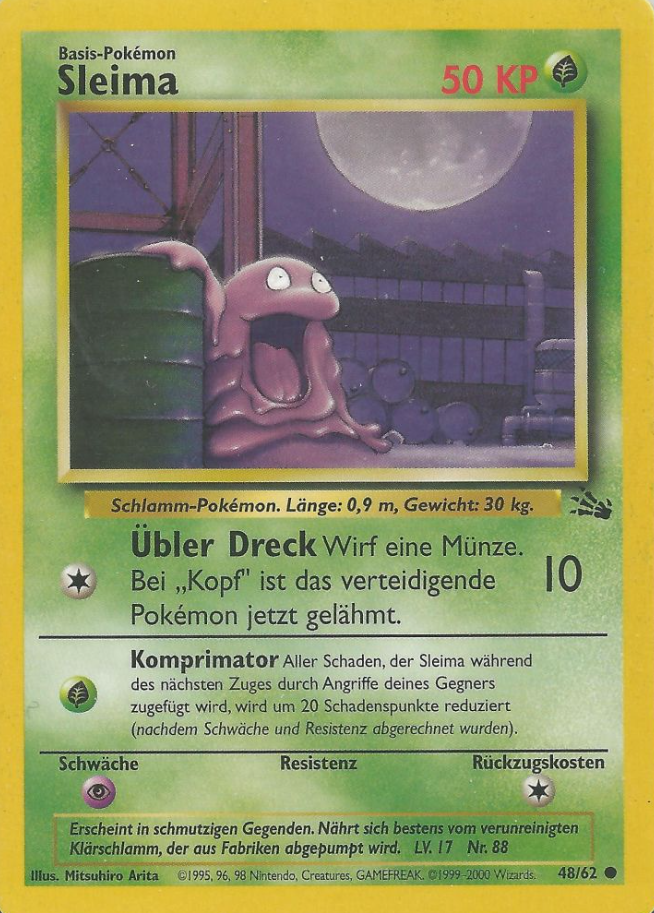 Basis-Pokémon
Sleima
50 KP
Schlamm-Pokémon. Länge: 0,9 m, Gewicht: 30 kg.
Übler Dreck Wirf eine Münze.
Bei „Kopf" ist das verteidigende
Pokémon jetzt gelähmt.
10
Komprimator Aller Schaden, der Sleima während
des nächsten Zuges durch Angriffe deines Gegners
zugefügt wird, wird um 20 Schadenspunkte reduziert
(nachdem Schwäche und Resistenz abgerechnet wurden).
Schwäche Resistenz Rückzugskosten
Erscheint in schmutzigen Gegenden. Nährt sich bestens vom verunreinigten
Klärschlamm, der aus Fabriken abgepumpt wird. LV. 17 Nr. 88
Illus. Mitsuhiro Arita ©1995, 96, 98 Nintendo, Creatures, GAMEFREAK. ©1999-2000 Wizards. 48/62